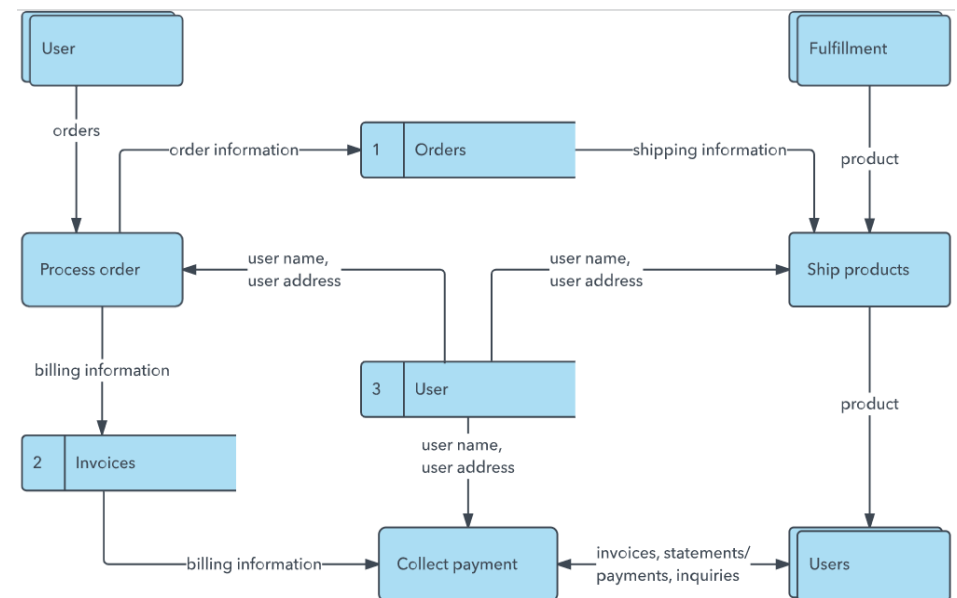 User
Fulfillment
orders
order information
1 Orders
shipping information
product
Process order
user name,
user address
user name,
user address
Ship products
billing information
3 User
product
user name,
user address
2 Invoices
billing information
Collect payment
invoices, statements/
payments, inquiries
Users